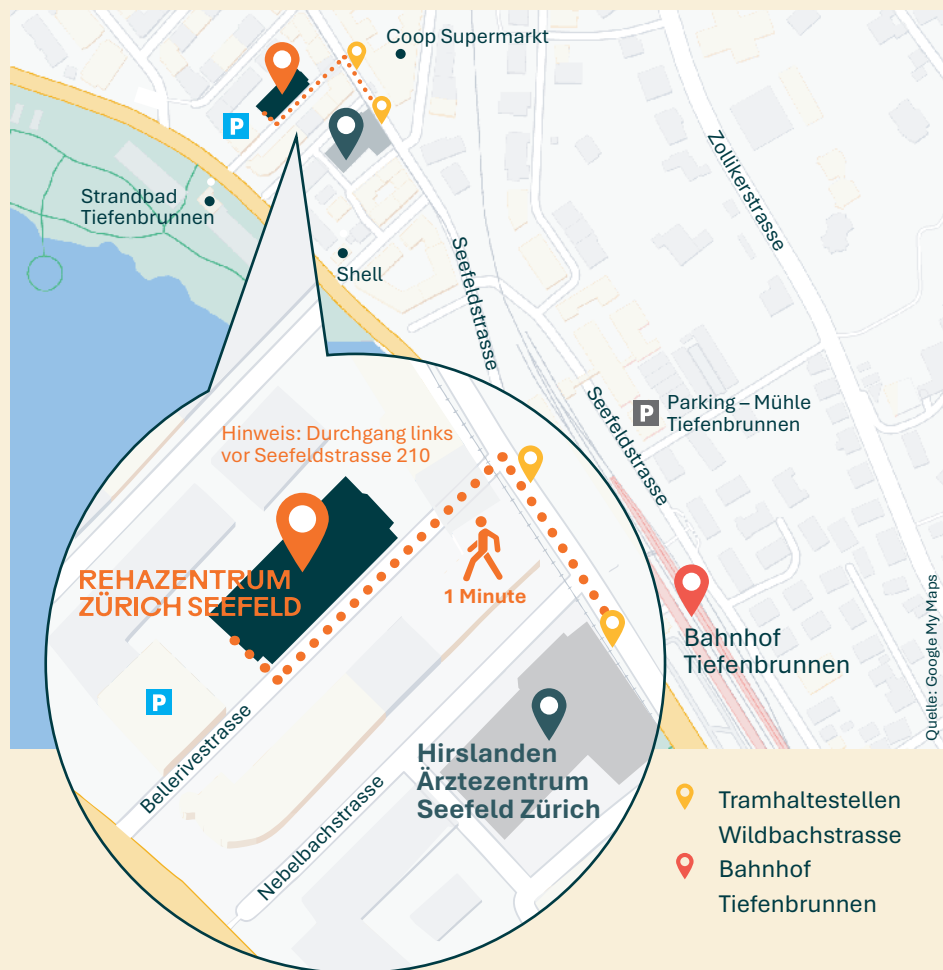 Coop Supermarkt
P
Zollikerstrasse
Strandbad
Tiefenbrunnen
Shell
Seefeldstrasse
Seefeldstrasse
P
Parking – Mühle
Tiefenbrunnen
Hinweis: Durchgang links
vor Seefeldstrasse 210
REHAZENTRUM
ZÜRICH SEEFELD
1 Minute
Bahnhof
Tiefenbrunnen
P
Bellerivestrasse
Nebelbachstrasse
Hirslanden
Ärztezentrum
Seefeld Zürich
Quelle: Google My Maps
Tramhaltestellen
Wildbachstrasse
Bahnhof
Tiefenbrunnen